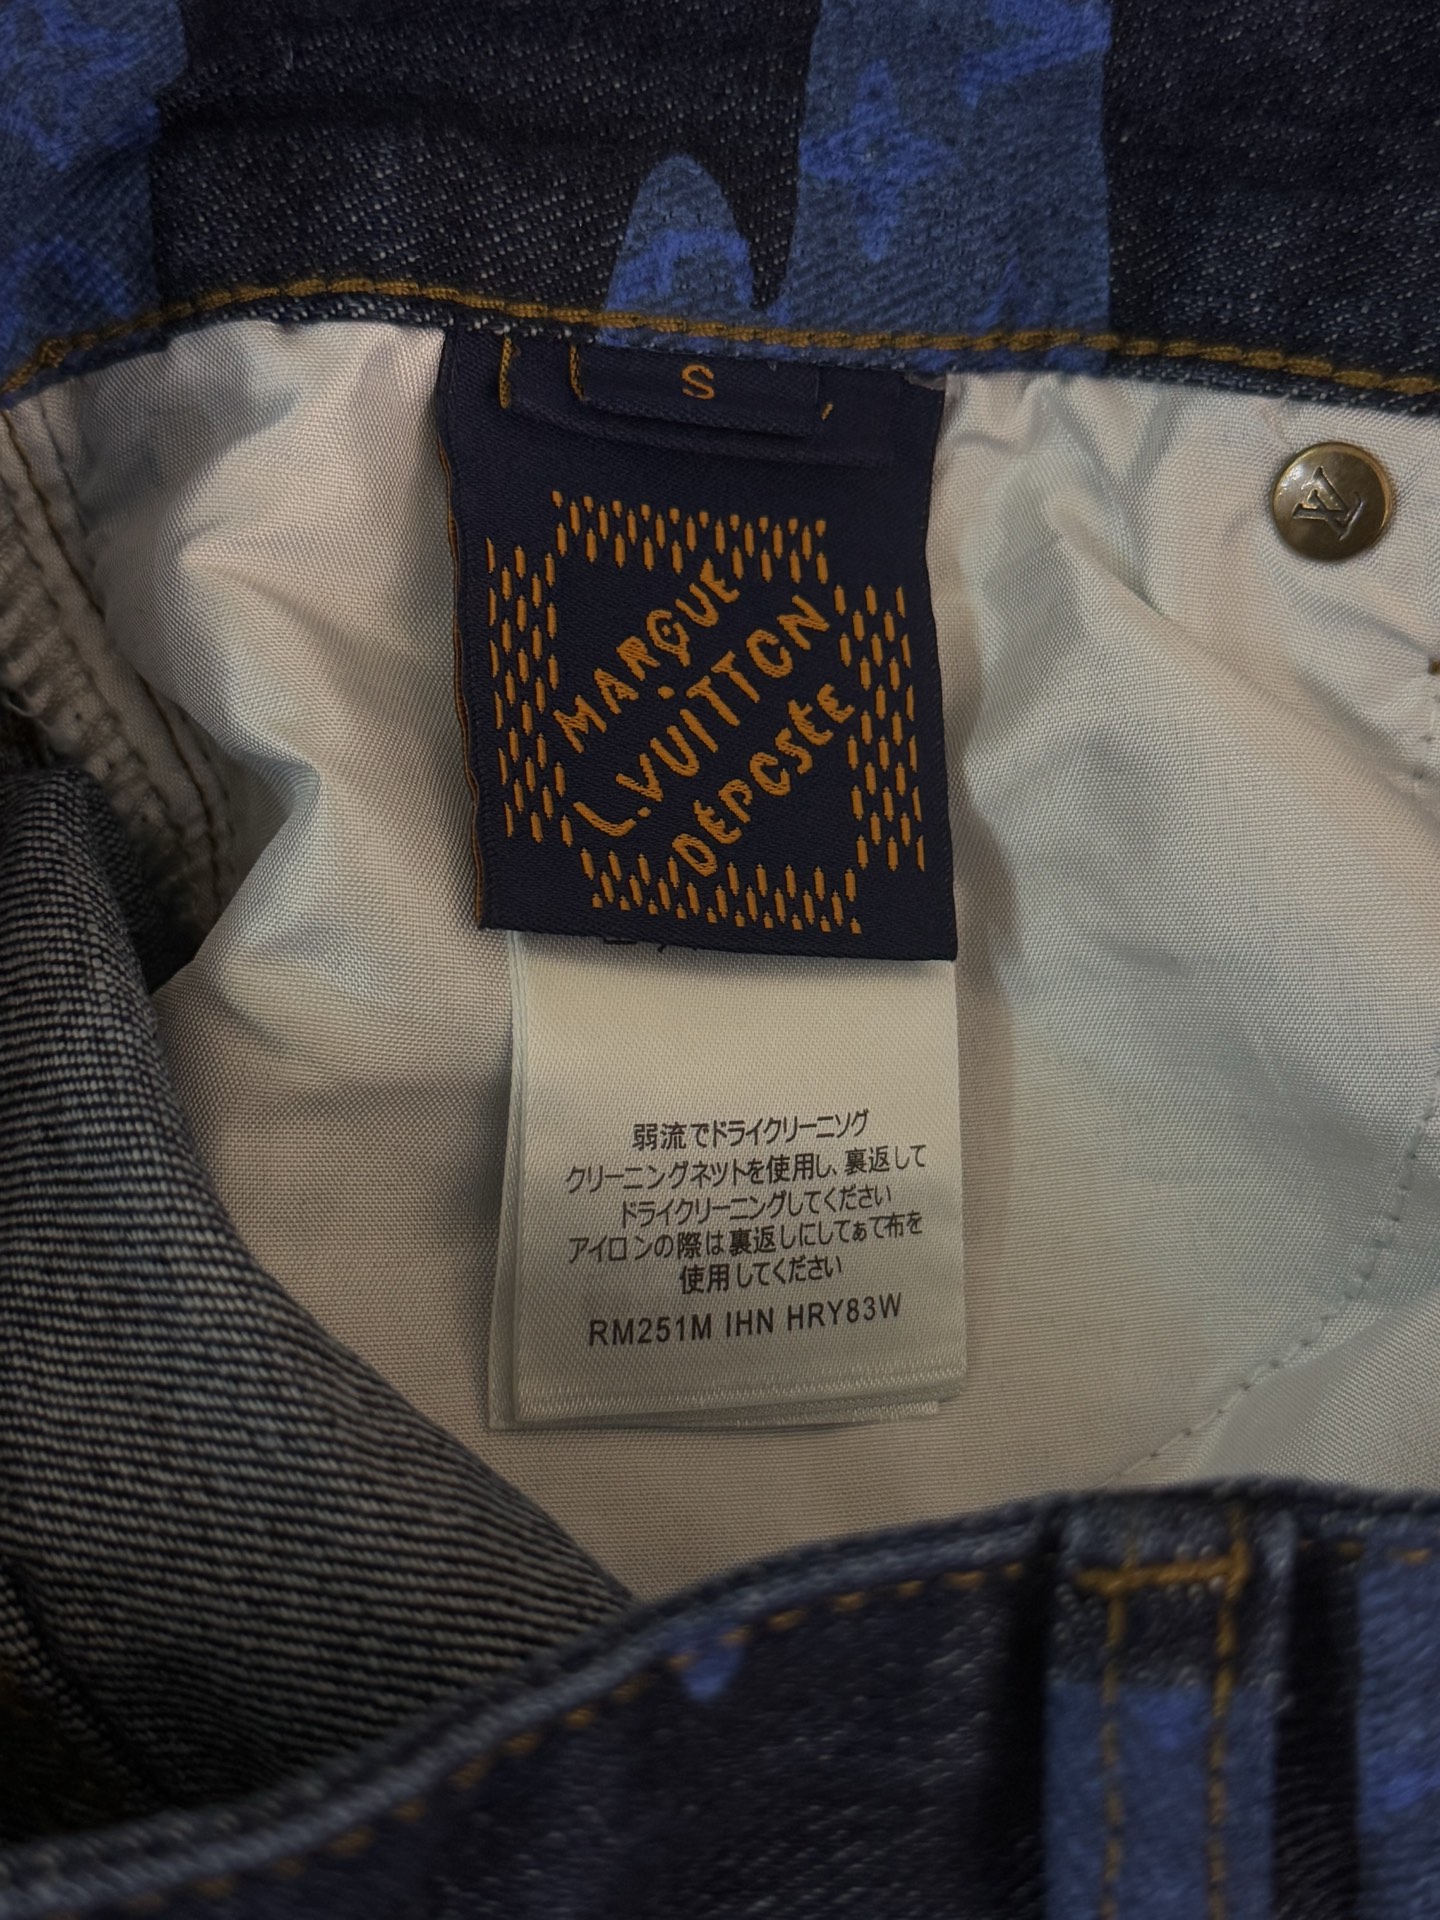 S
MARQUE
L.VUITTON
DÉPOSÉE
LV
弱流でドライクリーニング
クリーニングネットを使用し、裏返して
ドライクリーニングしてください
アイロンの際は裏返しにしてあて布を
使用してください
RM251M IHN HRY83W